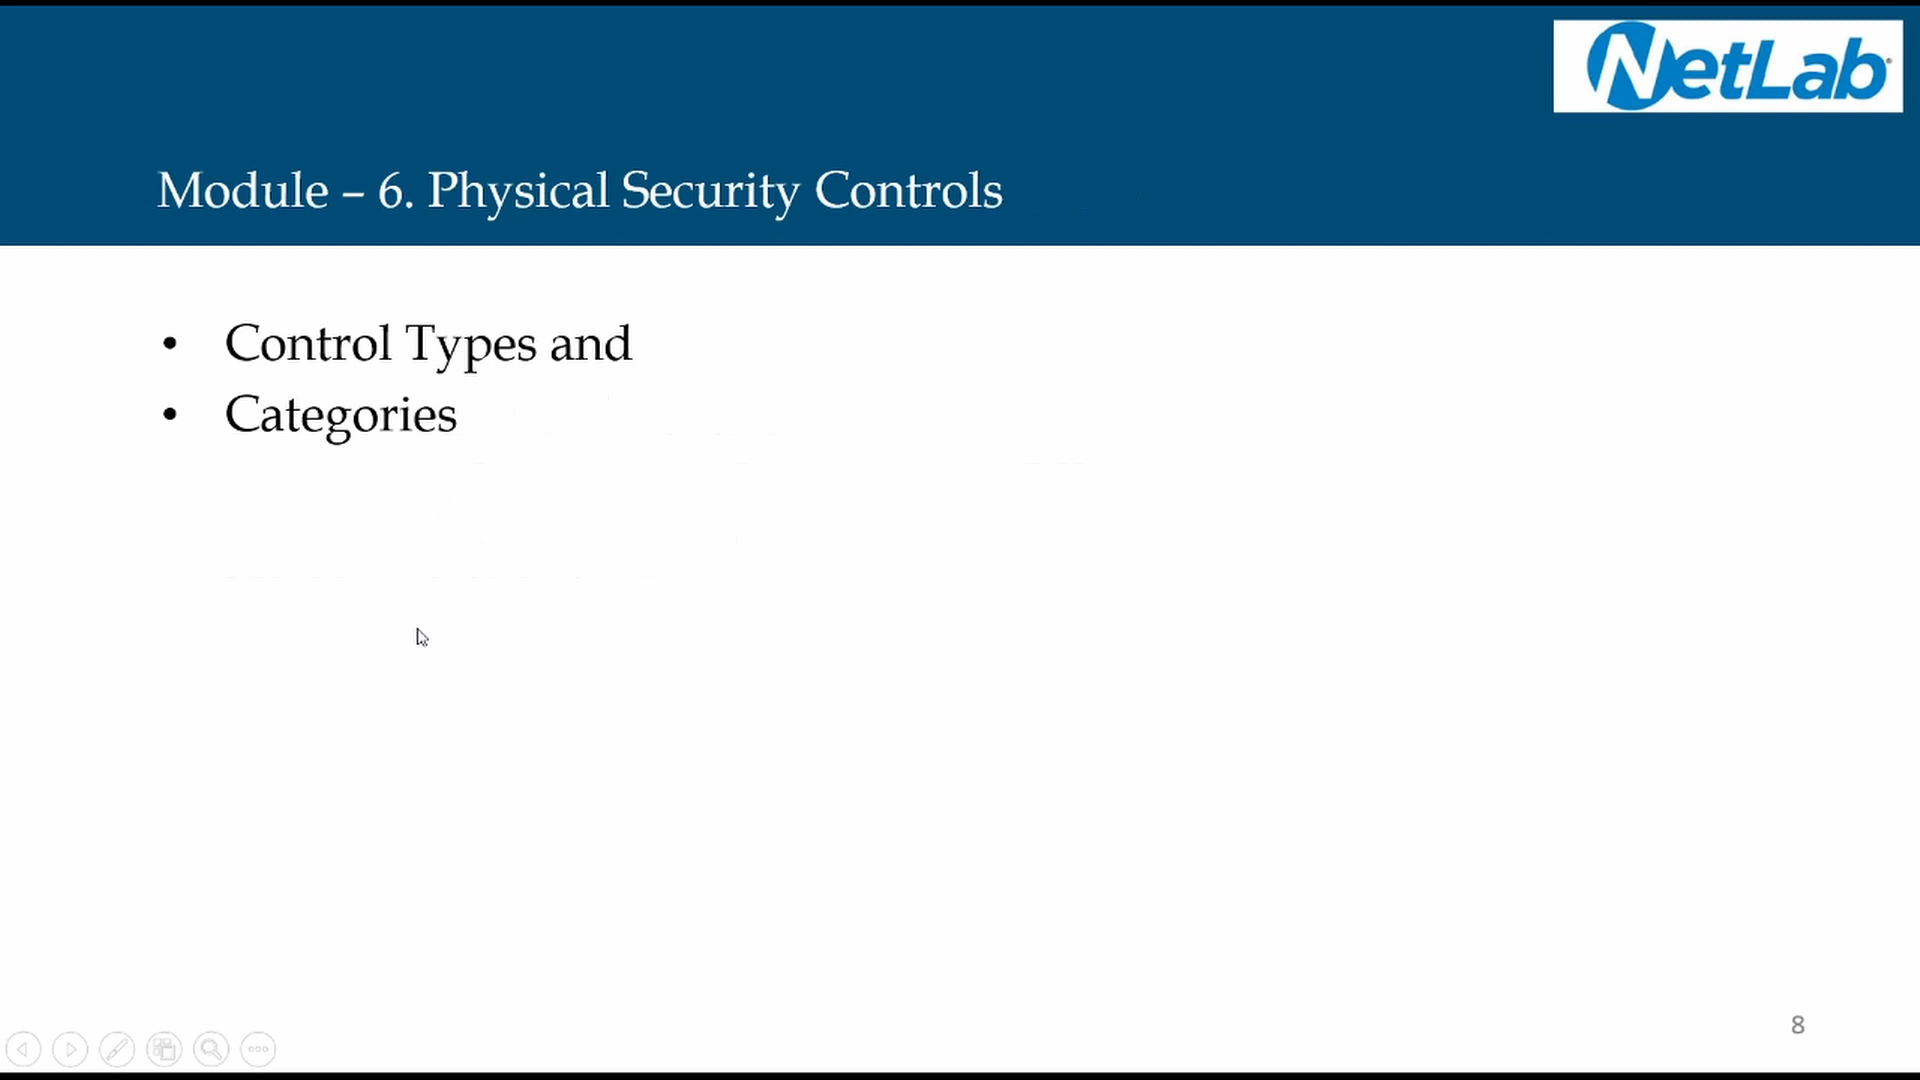 NetLab
Module – 6. Physical Security Controls
• Control Types and
• Categories
8